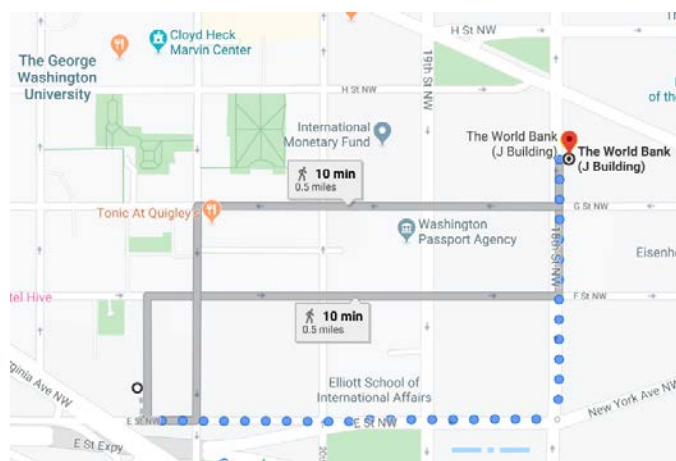 H St NW
Cloyd Heck
Marvin Center
The George
Washington
University
19th St NW
H St NW
of the
International
Monetary Fund
The World Bank
(J Building)
The World Bank
(J Building)
10 min
0.5 miles
Tonic At Quigley's
G St NW
Washington
Passport Agency
18th St NW
Eisenh
tel Hive
F St NW
10 min
0.5 miles
Elliott School of
International Affairs
ginia Ave NW
E St NW
E St NW
New York Ave NW
E St Expy